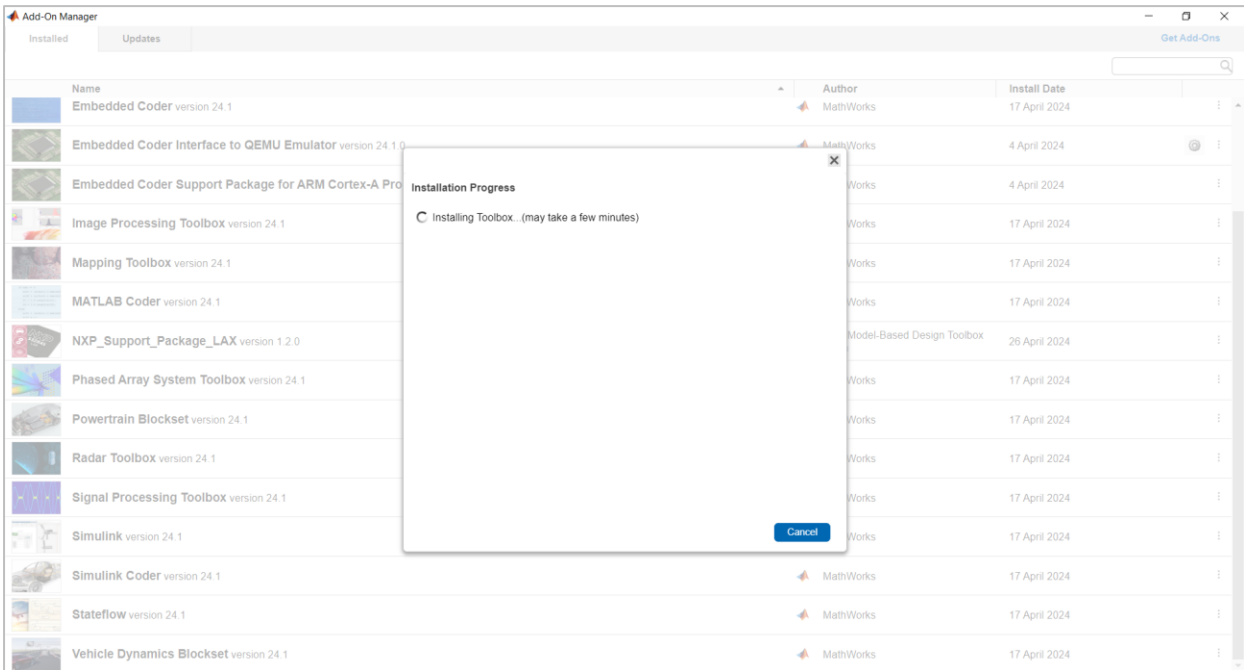 Add-On Manager
Installed Updates Get Add-Ons
Name Author Install Date
Embedded Coder version 24.1 MathWorks 17 April 2024
Embedded Coder Interface to QEMU Emulator version 24.1.0 MathWorks 4 April 2024
Embedded Coder Support Package for ARM Cortex-A Pro Works 4 April 2024
Installation Progress
Installing Toolbox...(may take a few minutes)
Image Processing Toolbox version 24.1 Works 17 April 2024
Mapping Toolbox version 24.1 Works 17 April 2024
MATLAB Coder version 24.1 Works 17 April 2024
NXP_Support_Package_LAX version 1.2.0 Model-Based Design Toolbox 26 April 2024
Phased Array System Toolbox version 24.1 Works 17 April 2024
Powertrain Blockset version 24.1 Works 17 April 2024
Radar Toolbox version 24.1 Works 17 April 2024
Signal Processing Toolbox version 24.1 Works 17 April 2024
Cancel
Simulink version 24.1 Works 17 April 2024
Simulink Coder version 24.1 MathWorks 17 April 2024
Stateflow version 24.1 MathWorks 17 April 2024
Vehicle Dynamics Blockset version 24.1 MathWorks 17 April 2024